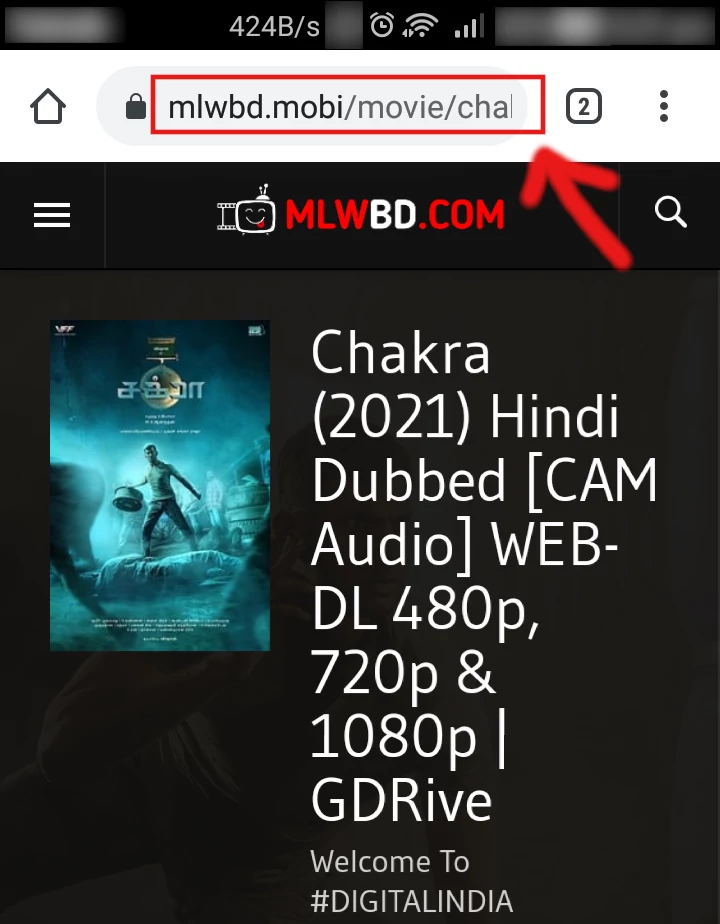 424B/s
2
mlwbd.mobi/movie/cha
MLWBD.COM
VFF
சக்ரா
Chakra
(2021) Hindi
Dubbed [CAM
Audio] WEB-
DL 480p,
720p &
1080p |
GDRive
Welcome To
#DIGITALINDIA